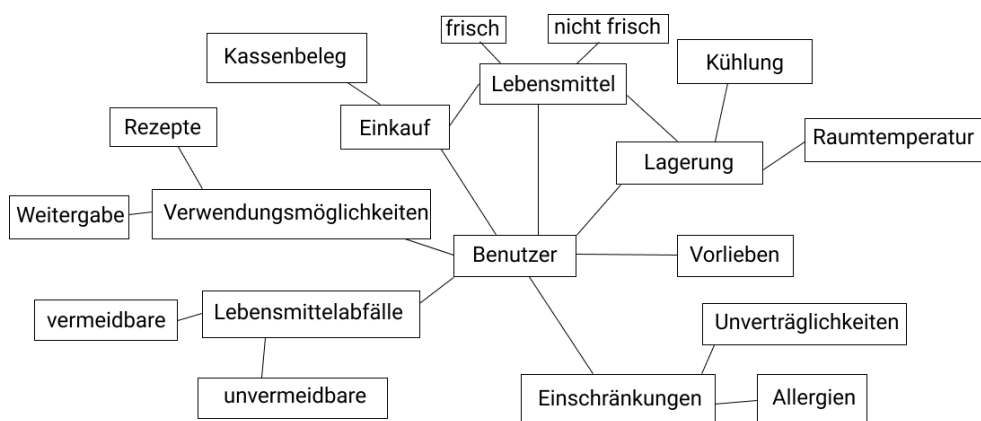 frisch
nicht frisch
Kassenbeleg
Kühlung
Lebensmittel
Rezepte
Einkauf
Raumtemperatur
Lagerung
Weitergabe
Verwendungsmöglichkeiten
Benutzer
Vorlieben
vermeidbare
Lebensmittelabfälle
Unverträglichkeiten
unvermeidbare
Einschränkungen
Allergien